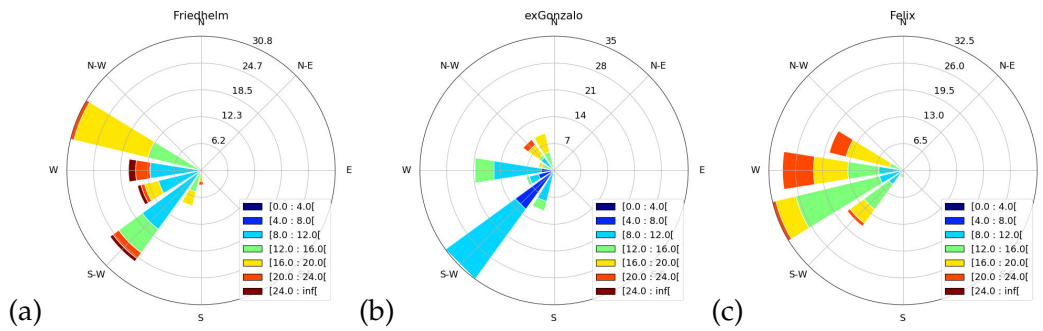 Friedhelm
N
30.8
24.7
18.5
12.3
6.2
N-W
N-E
W
E
S-W
S
[0.0 : 4.0[
[4.0 : 8.0[
[8.0 : 12.0[
[12.0 : 16.0[
[16.0 : 20.0[
[20.0 : 24.0[
[24.0 : inf[
(a)
exGonzalo
N
35
28
21
14
7
N-W
N-E
W
E
S-W
S
[0.0 : 4.0[
[4.0 : 8.0[
[8.0 : 12.0[
[12.0 : 16.0[
[16.0 : 20.0[
[20.0 : 24.0[
[24.0 : inf[
(b)
Felix
N
32.5
26.0
19.5
13.0
6.5
N-W
N-E
W
E
S-W
S
[0.0 : 4.0[
[4.0 : 8.0[
[8.0 : 12.0[
[12.0 : 16.0[
[16.0 : 20.0[
[20.0 : 24.0[
[24.0 : inf[
(c)